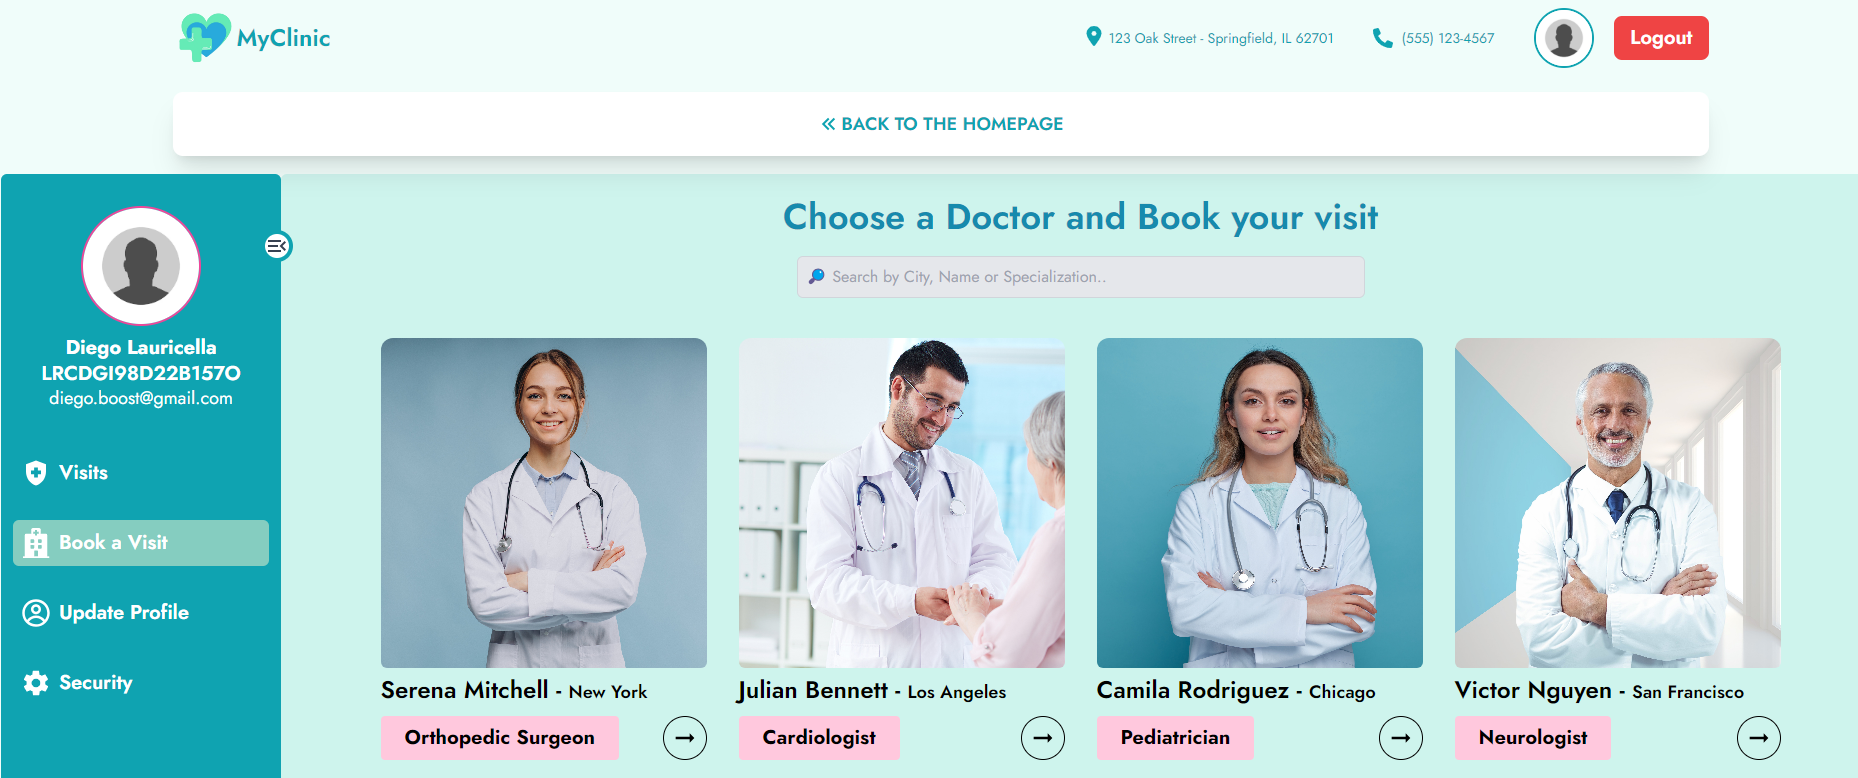 MyClinic
123 Oak Street - Springfield, IL 62701
(555) 123-4567
Logout
BACK TO THE HOMEPAGE
Diego Lauricella
LRCDGI98D22B157O
diego.boost@gmail.com
Visits
Book a Visit
Update Profile
Security
Choose a Doctor and Book your visit
Search by City, Name or Specialization..
Serena Mitchell - New York
Orthopedic Surgeon
Julian Bennett - Los Angeles
Cardiologist
Camila Rodriguez - Chicago
Pediatrician
Victor Nguyen - San Francisco
Neurologist